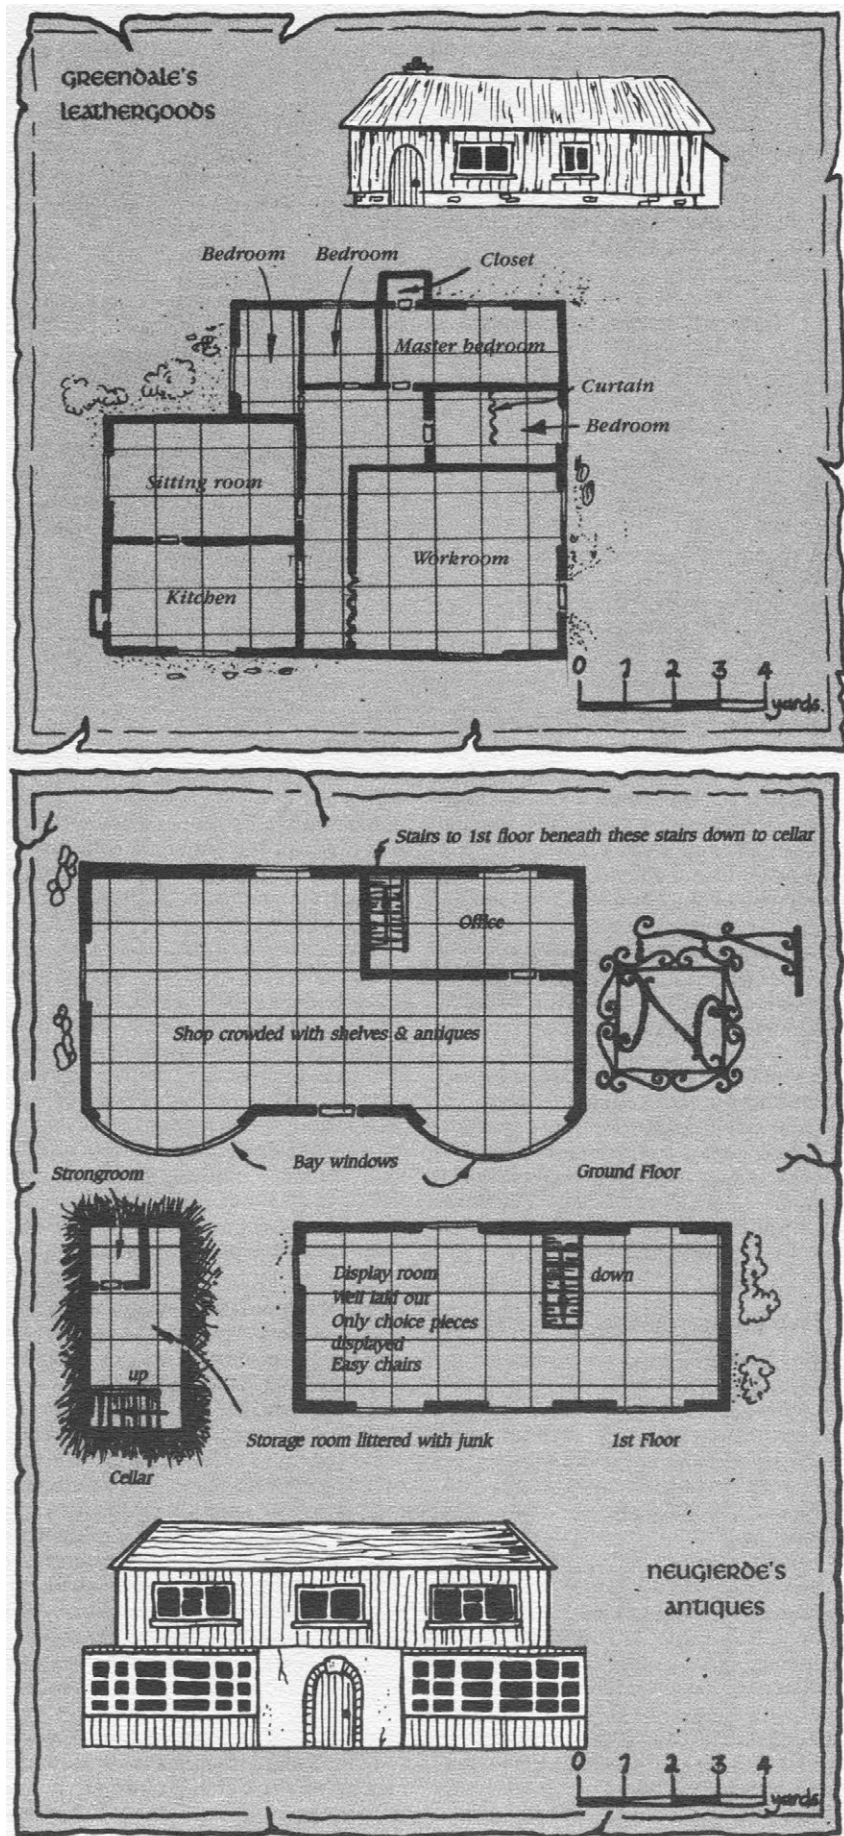 GREENDALE'S
LEATHERGOODS
Bedroom
Bedroom
Closet
Master bedroom
Curtain
Bedroom
Sitting room
Workroom
Kitchen
0 1 2 3 4
yards.
Stairs to 1st floor beneath these stairs down to cellar
Office
Shop crowded with shelves & antiques
N
Bay windows
Ground Floor
Strongroom
Display room
Well laid out
Only choice pieces
displayed
Easy chairs
down
up
Storage room littered with junk
1st Floor
Cellar
NEUGIERDE'S
ANTIQUES
0 1 2 3 4
yards